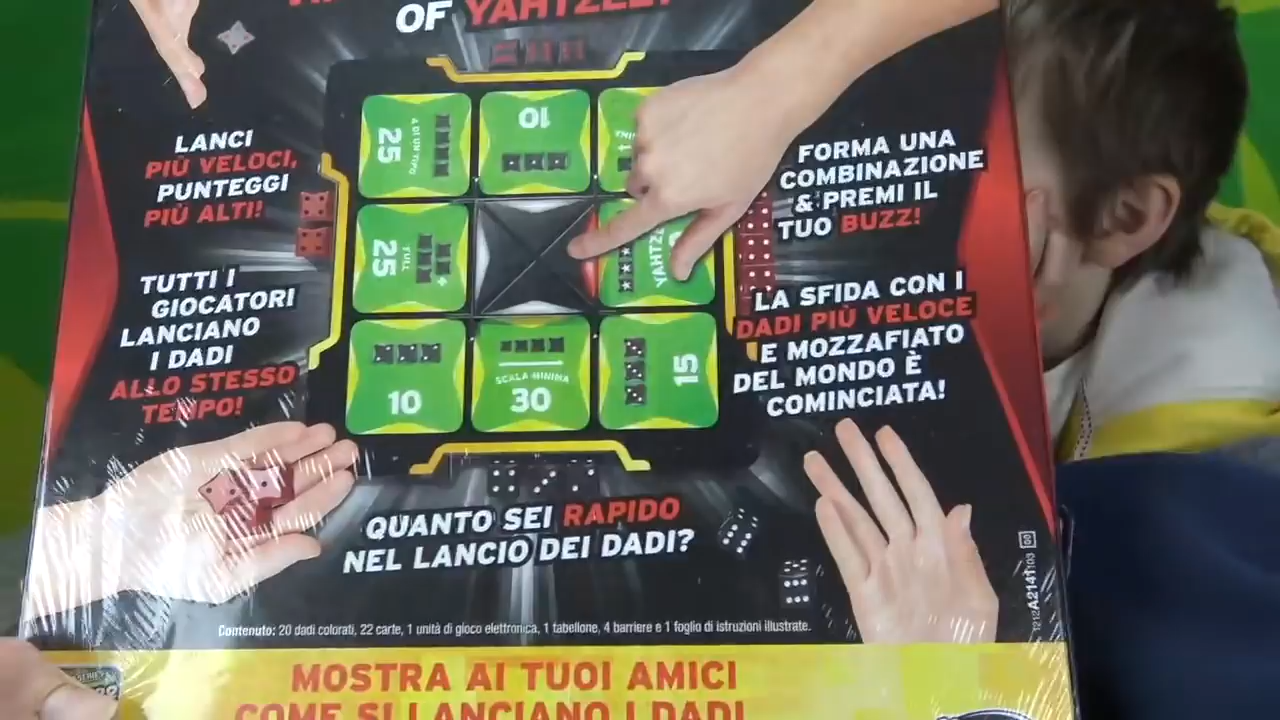 OF YAHTZEE!
LANCI
PIÙ VELOCI,
PUNTEGGI
PIÙ ALTI!
TUTTI I
GIOCATORI
LANCIANO
I DADI
ALLO STESSO
TEMPO!
25
4 DI UN TIPO
10
25
FULL
YAHTZE
10
SCALA MINIMA
30
15
FORMA UNA
COMBINAZIONE
& PREMI IL
TUO BUZZ!
LA SFIDA CON I
DADI PIÙ VELOCE
E MOZZAFIATO
DEL MONDO È
COMINCIATA!
QUANTO SEI RAPIDO
NEL LANCIO DEI DADI?
Contenuto: 20 dadi colorati, 22 carte, 1 unità di gioco elettronica, 1 tabellone, 4 barriere e 1 foglio di istruzioni illustrate.
MOSTRA AI TUOI AMICI
COME SI LANCIANO I DADI